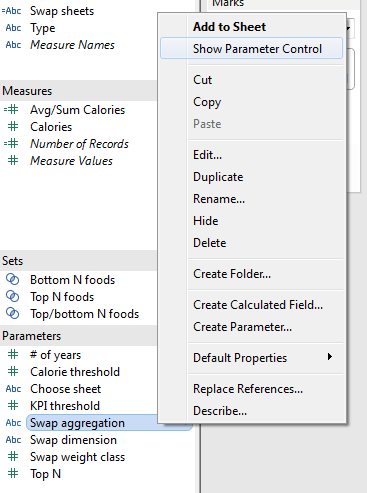 =Abc Swap sheets
Abc Type
Abc Measure Names
Measures
=# Avg/Sum Calories
# Calories
=# Number of Records
# Measure Values
Sets
Bottom N foods
Top N foods
Top/bottom N foods
Parameters
# # of years
# Calorie threshold
Abc Choose sheet
# KPI threshold
Abc Swap aggregation
Abc Swap dimension
Abc Swap weight class
# Top N
Marks
Add to Sheet
Show Parameter Control
Cut
Copy
Paste
Edit...
Duplicate
Rename...
Hide
Delete
Create Folder...
Create Calculated Field...
Create Parameter...
Default Properties
Replace References...
Describe...